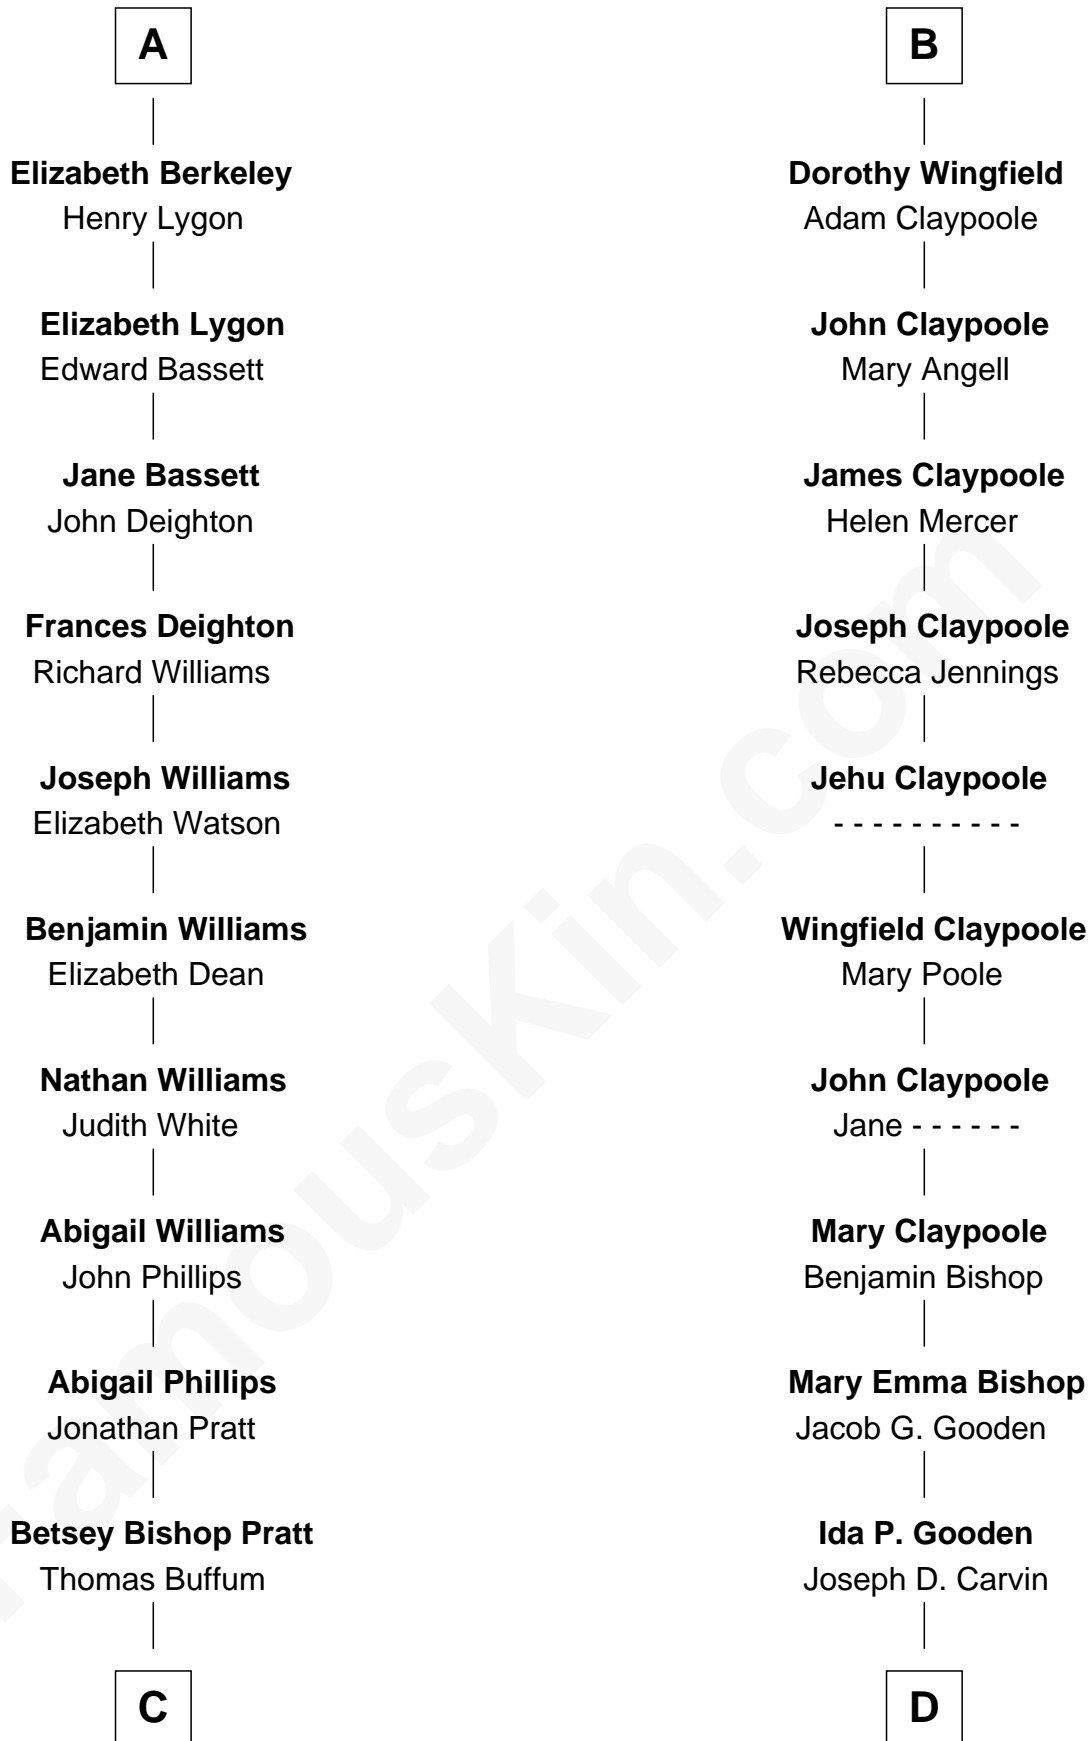 A
Elizabeth Berkeley
Henry Lygon
Elizabeth Lygon
Edward Bassett
Jane Bassett
John Deighton
Frances Deighton
Richard Williams
Joseph Williams
Elizabeth Watson
Benjamin Williams
Elizabeth Dean
Nathan Williams
Judith White
Abigail Williams
John Phillips
Abigail Phillips
Jonathan Pratt
Betsey Bishop Pratt
Thomas Buffum
C
B
Dorothy Wingfield
Adam Claypoole
John Claypoole
Mary Angell
James Claypoole
Helen Mercer
Joseph Claypoole
Rebecca Jennings
Jehu Claypoole
- - - - - - - - - -
Wingfield Claypoole
Mary Poole
John Claypoole
Jane - - - - - -
Mary Claypoole
Benjamin Bishop
Mary Emma Bishop
Jacob G. Gooden
Ida P. Gooden
Joseph D. Carvin
D
FamousKin.com